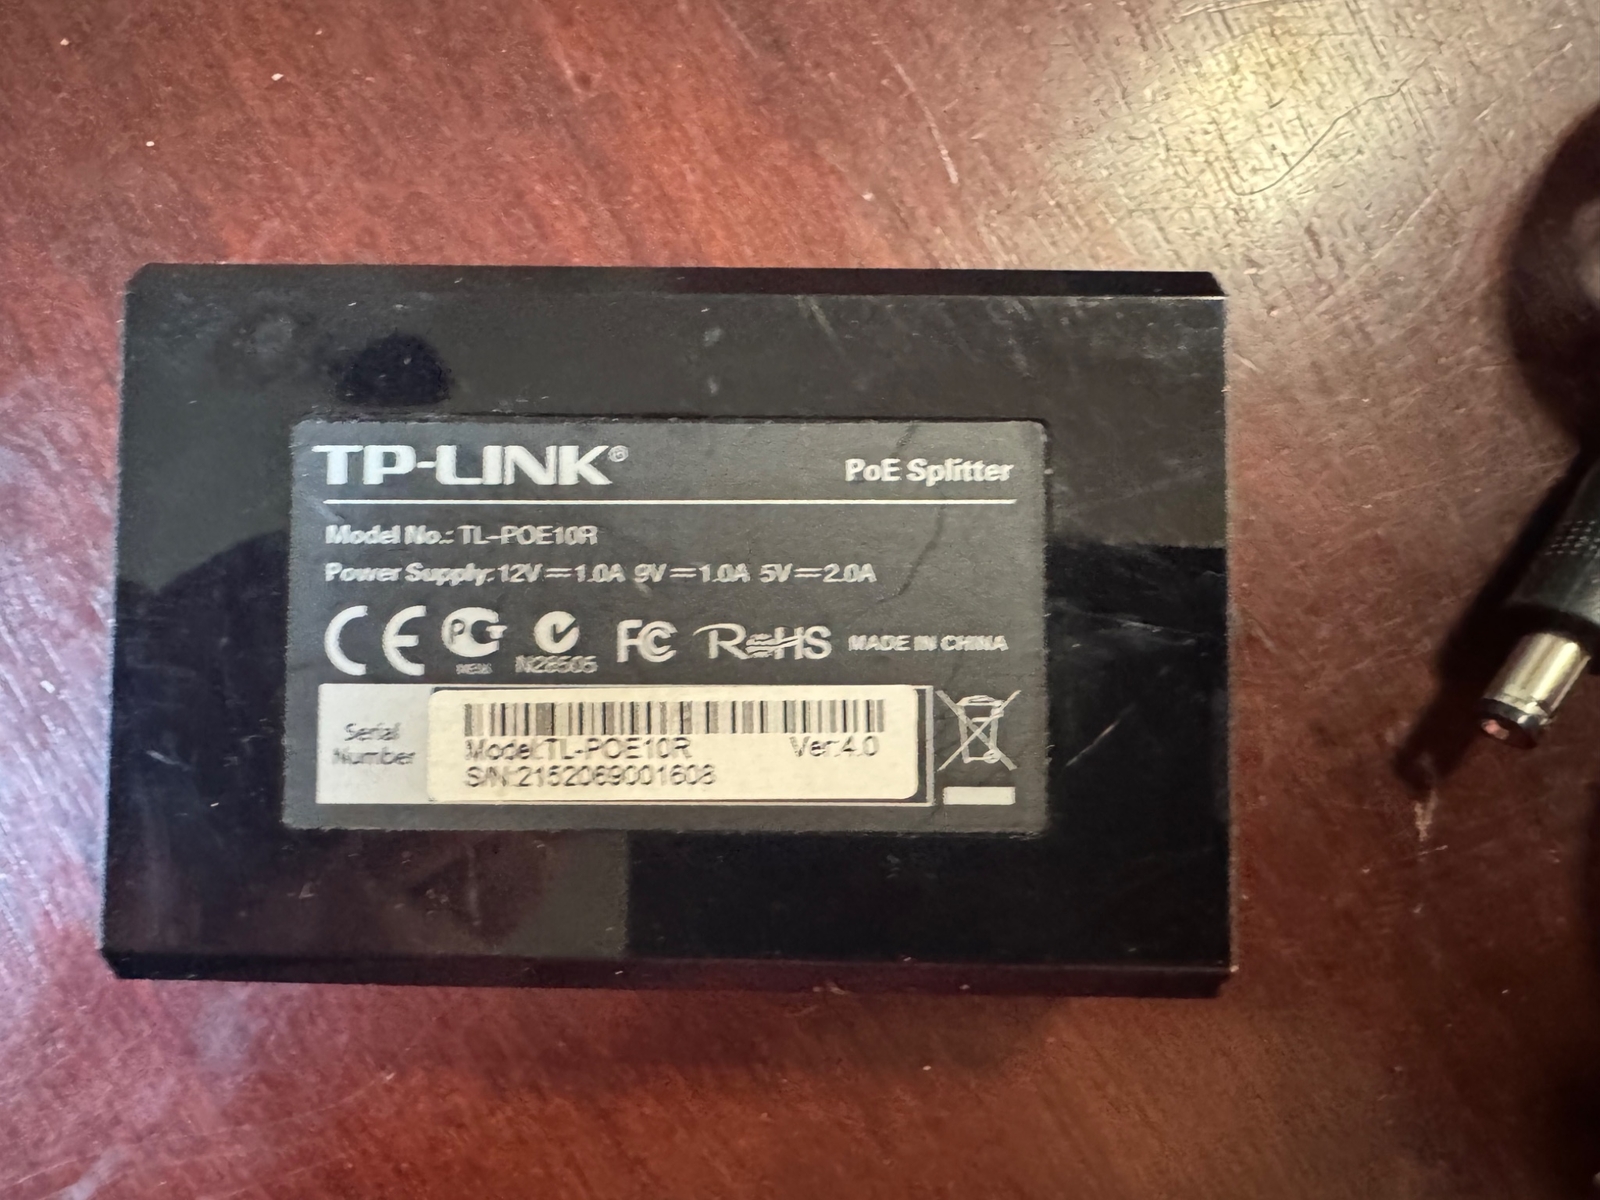 TP-LINK®
PoE Splitter
Model No.: TL-POE10R
Power Supply: 12V⎓1.0A 9V⎓1.0A 5V⎓2.0A
CE PG N28505 FC RoHS MADE IN CHINA
Serial Number
Model:TL-POE10R Ver:4.0
S/N:2152069001608